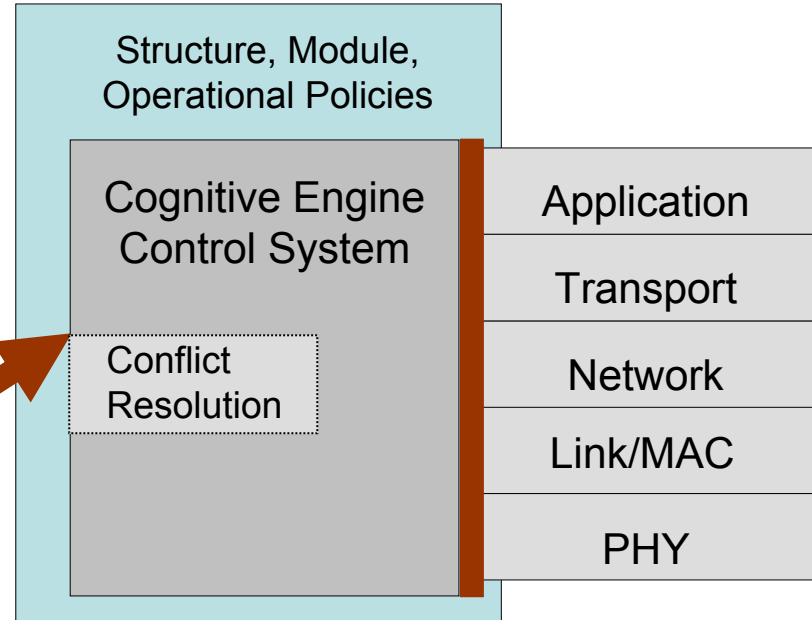 Structure, Module,
Operational Policies
Cognitive Engine
Control System
Conflict
Resolution
Application
Transport
Network
Link/MAC
PHY